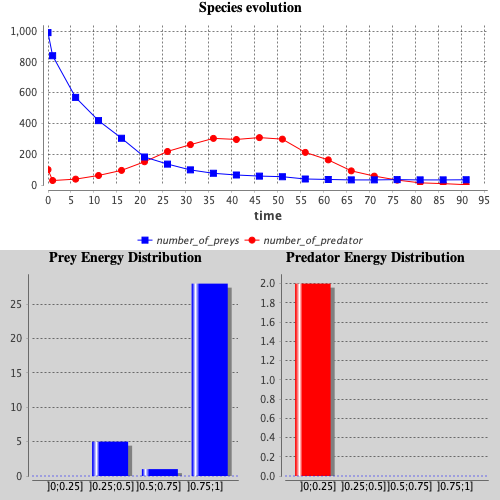 Species evolution
1,000
800
600
400
200
0
0 5 10 15 20 25 30 35 40 45 50 55 60 65 70 75 80 85 90 95
time
number_of_preys number_of_predator
Prey Energy Distribution
25
20
15
10
5
0
]0;0.25] ]0.25;0.5] ]0.5;0.75] ]0.75;1]
Predator Energy Distribution
2.0
1.8
1.6
1.4
1.2
1.0
0.8
0.6
0.4
0.2
0.0
]0;0.25] ]0.25;0.5] ]0.5;0.75] ]0.75;1]